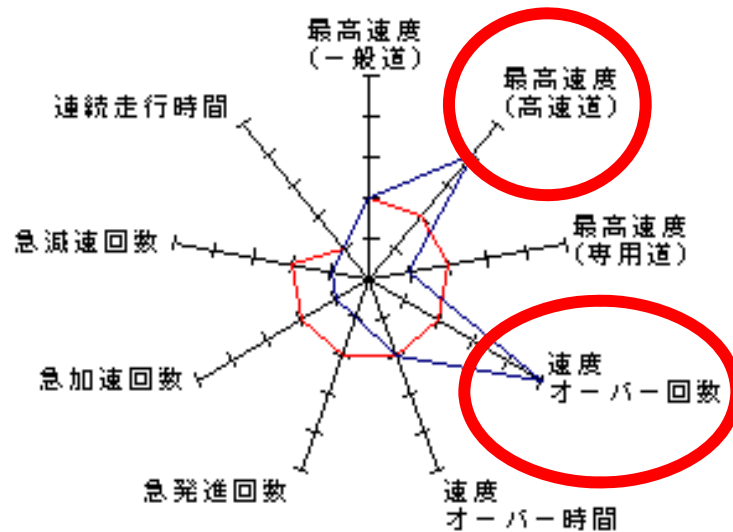 最高速度
(一般道)
最高速度
(高速道)
最高速度
(専用道)
速度
オーバー回数
速度
オーバー時間
急発進回数
急加速回数
急減速回数
連続走行時間